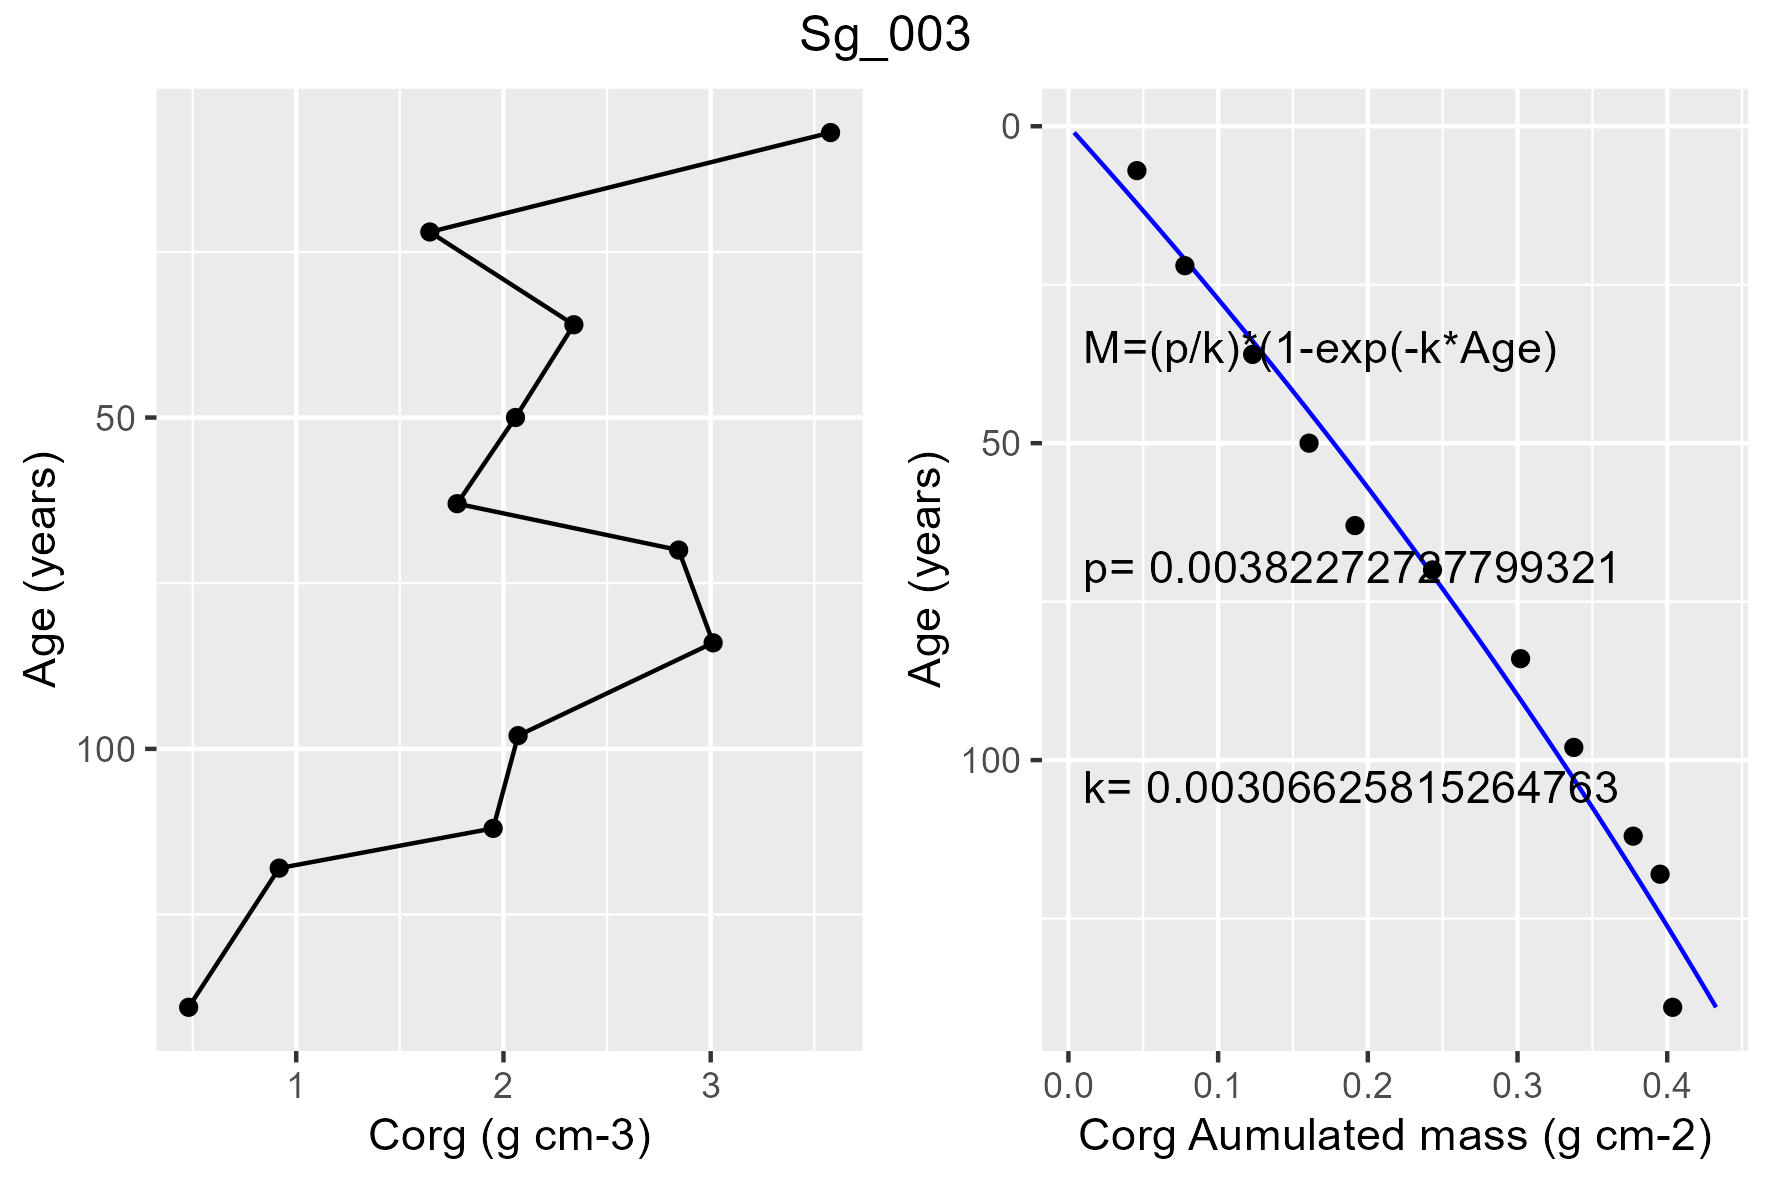 Sg_003
Age (years)
50
100
1
2
3
Corg (g cm-3)
Age (years)
0
50
100
M=(p/k)*(1-exp(-k*Age)
p= 0.00382272727799321
k= 0.00306625815264763
0.0
0.1
0.2
0.3
0.4
Corg Aumulated mass (g cm-2)